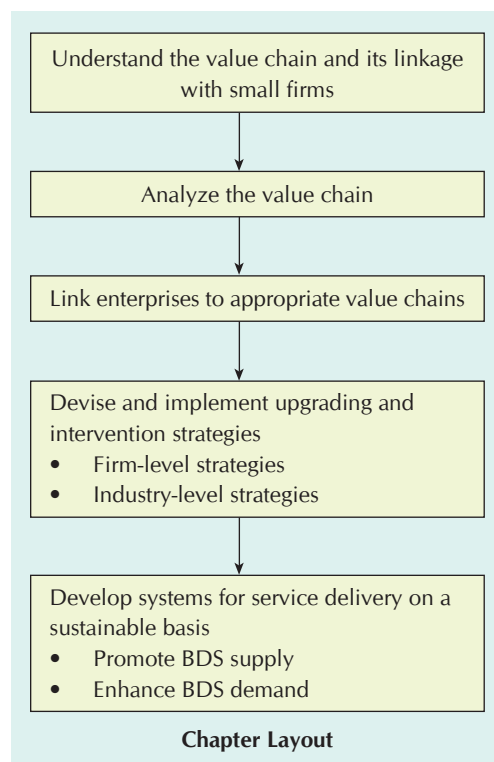 Understand the value chain and its linkage
with small firms
Analyze the value chain
Link enterprises to appropriate value chains
Devise and implement upgrading and
intervention strategies
• Firm-level strategies
• Industry-level strategies
Develop systems for service delivery on a
sustainable basis
• Promote BDS supply
• Enhance BDS demand
Chapter Layout